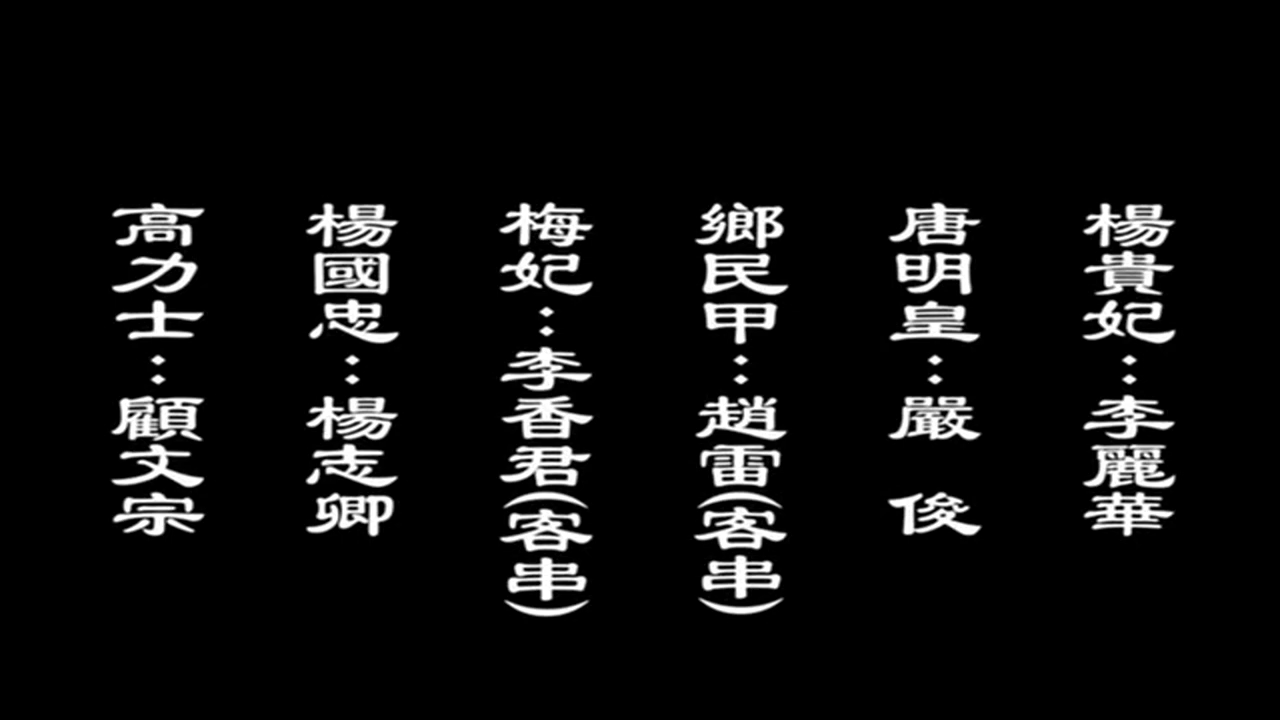 楊貴妃：李麗華
唐明皇：嚴　俊
鄉民甲：趙雷(客串)
梅妃：李香君(客串)
楊國忠：楊志卿
高力士：顧文宗